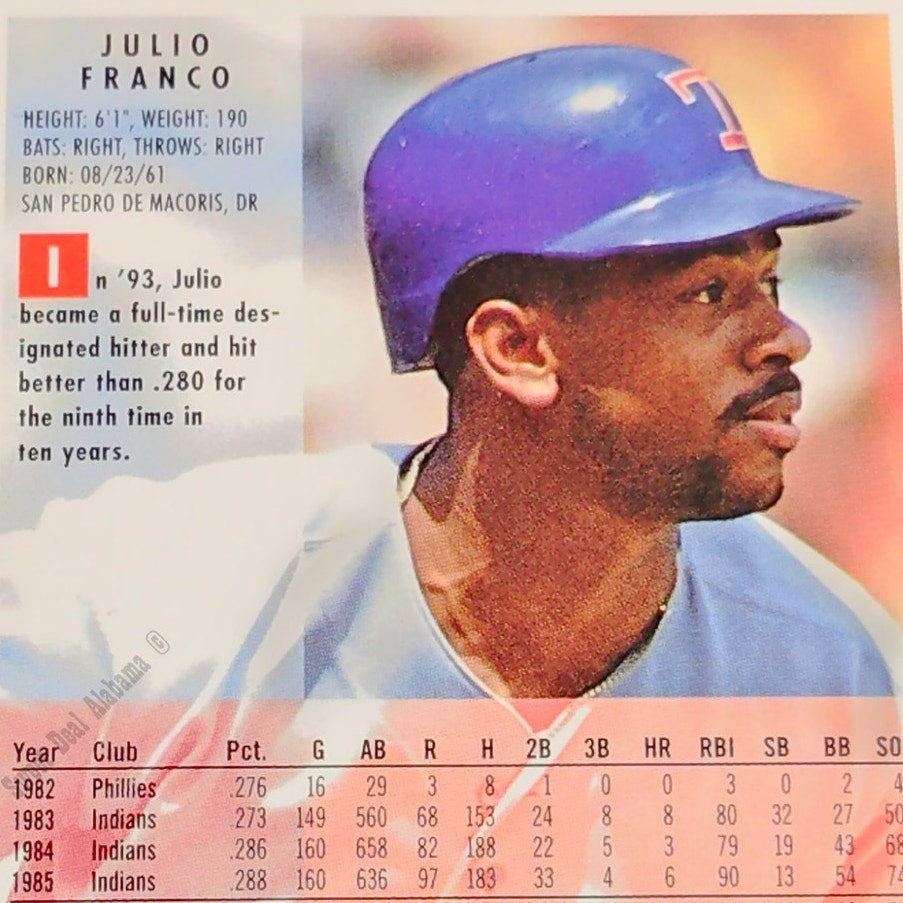 JULIO
FRANCO
HEIGHT: 6'1", WEIGHT: 190
BATS: RIGHT, THROWS: RIGHT
BORN: 08/23/61
SAN PEDRO DE MACORIS, DR
In '93, Julio
became a full-time des-
ignated hitter and hit
better than .280 for
the ninth time in
ten years.
T
Deal Alabama ©
Year Club Pct. G AB R H 2B 3B HR RBI SB BB SO
1982 Phillies .276 16 29 3 8 1 0 0 3 0 2 4
1983 Indians .273 149 560 68 153 24 8 8 80 32 27 50
1984 Indians .286 160 658 82 188 22 5 3 79 19 43 68
1985 Indians .288 160 636 97 183 33 4 6 90 13 54 74